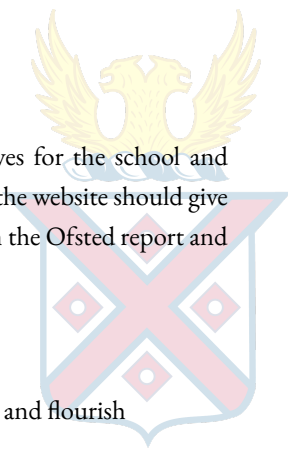 ves for the school and
the website should give
the Ofsted report and
and flourish